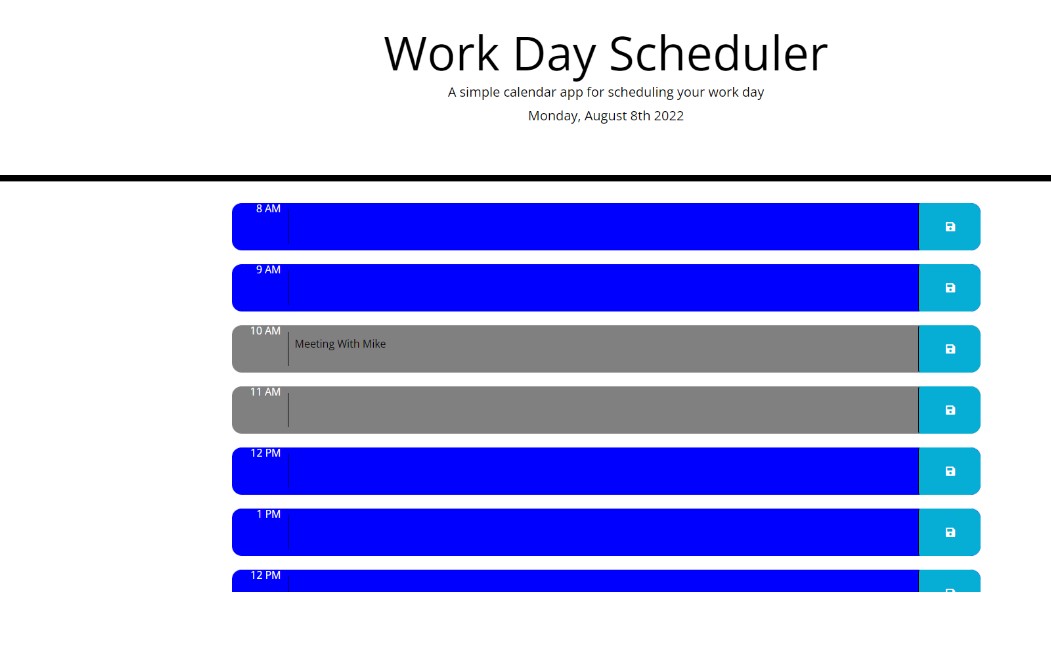 Work Day Scheduler
A simple calendar app for scheduling your work day
Monday, August 8th 2022
8 AM
9 AM
10 AM
Meeting With Mike
11 AM
12 PM
1 PM
12 PM